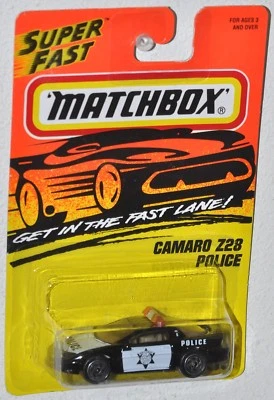 SUPER
FAST
FOR AGES 3
AND OVER
MATCHBOX®
GET IN THE FAST LANE!
CAMARO Z28
POLICE
POLICE